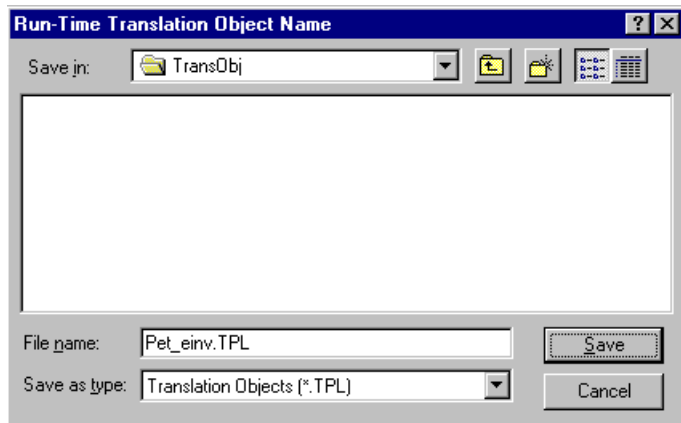 Run-Time Translation Object Name
Save in: TransObj
File name: Pet_einv.TPL Save
Save as type: Translation Objects (*.TPL) Cancel